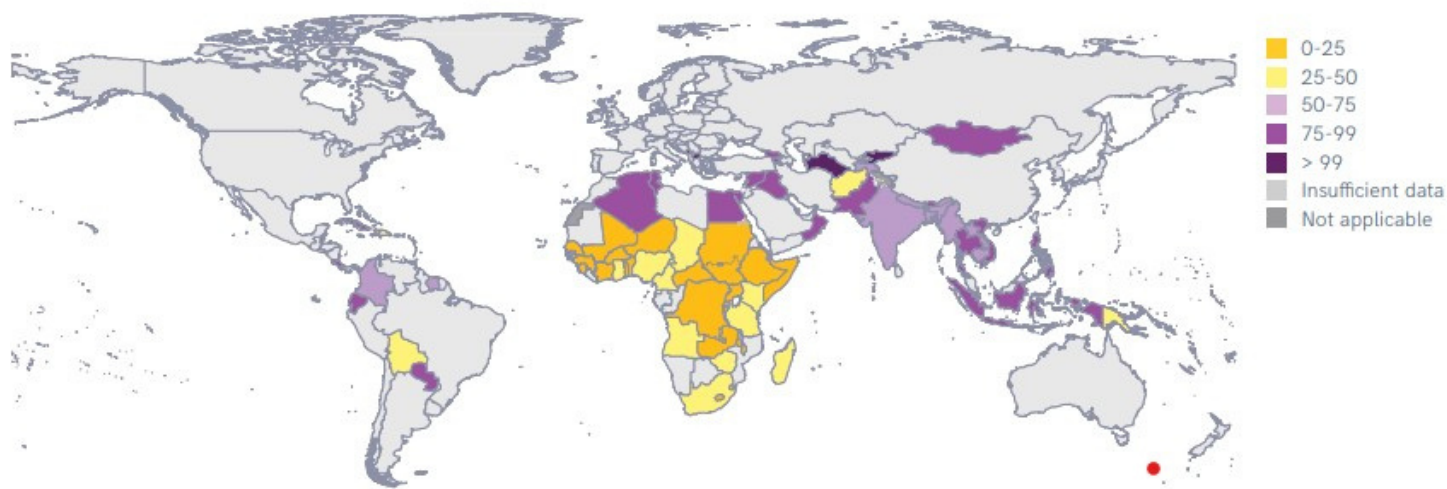 0-25
25-50
50-75
75-99
> 99
Insufficient data
Not applicable